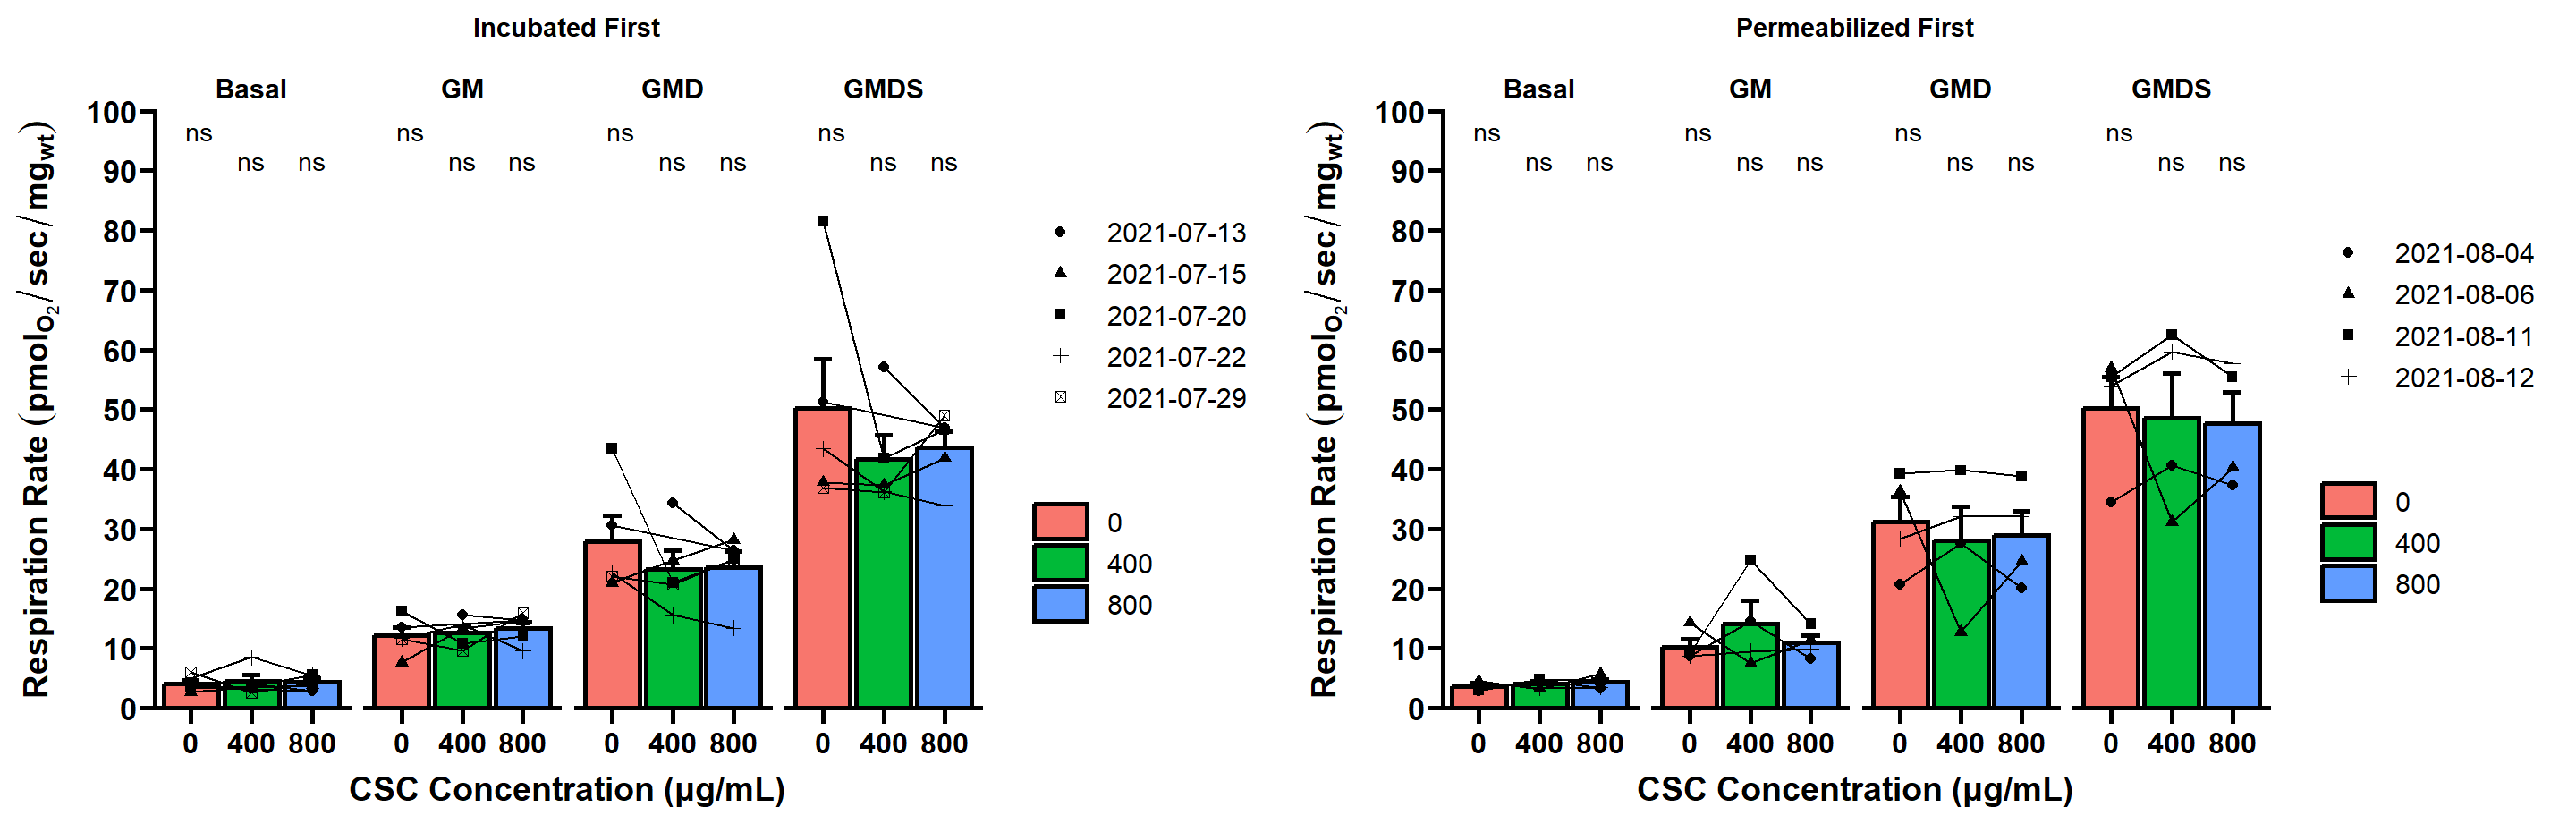 Incubated First
Basal GM GMD GMDS
100
90
80
70
60
50
40
30
20
10
0
ns ns ns ns
ns ns ns ns ns ns ns ns
Respiration Rate (pmolO₂/ sec / mgwt)
0 400 800 0 400 800 0 400 800 0 400 800
CSC Concentration (µg/mL)
2021-07-13
2021-07-15
2021-07-20
2021-07-22
2021-07-29
0
400
800
Permeabilized First
Basal GM GMD GMDS
100
90
80
70
60
50
40
30
20
10
0
ns ns ns ns
ns ns ns ns ns ns ns ns
Respiration Rate (pmolO₂/ sec / mgwt)
0 400 800 0 400 800 0 400 800 0 400 800
CSC Concentration (µg/mL)
2021-08-04
2021-08-06
2021-08-11
2021-08-12
0
400
800